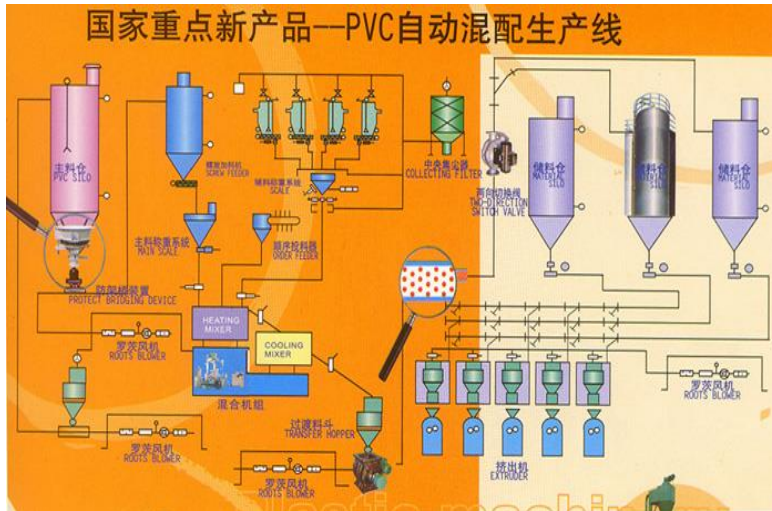 国家重点新产品--PVC自动混配生产线
主料仓
PVC SILO
螺旋加料机
SCREW FEEDER
辅料称重系统
SCALE
中央集尘器
COLLECTING FILTER
两向切换阀
TWO-DIRECTION
SWITCH VALVE
储料仓
MATERIAL
SILO
储料仓
MATERIAL
SILO
储料仓
MATERIAL
SILO
主料称重系统
MAIN SCALE
顺序投料器
ORDER FEEDER
防架桥装置
PROTECT BRIDGING DEVICE
HEATING
MIXER
COOLING
MIXER
罗茨风机
ROOTS BLOWER
混合机组
过渡料斗
TRANSFER HOPPER
罗茨风机
ROOTS BLOWER
罗茨风机
ROOTS BLOWER
罗茨风机
ROOTS BLOWER
挤出机
EXTRUDER